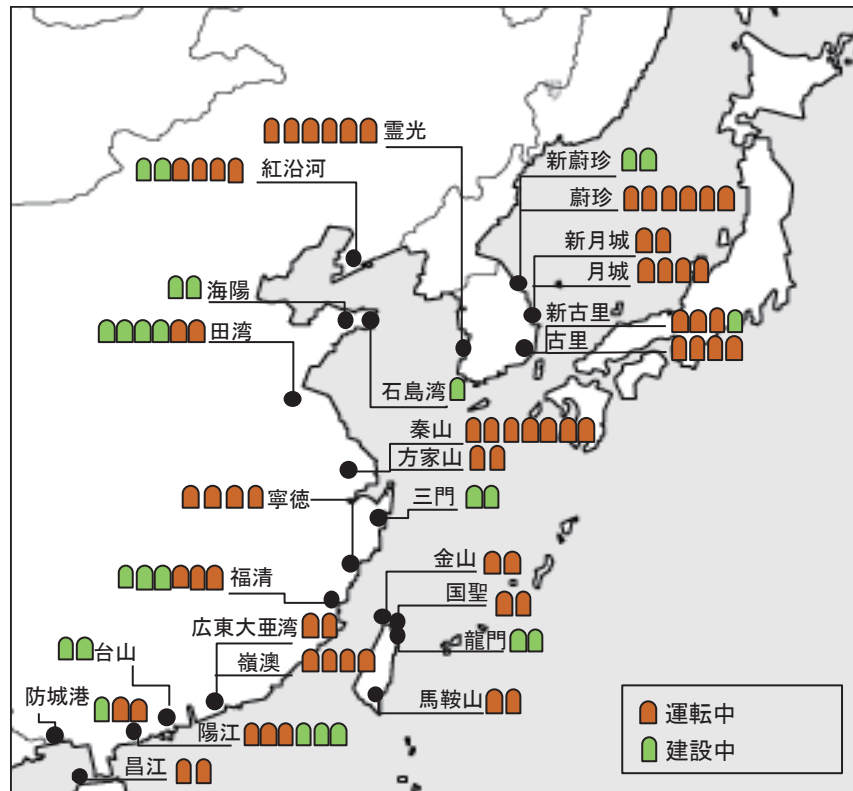 霊光
紅沿河
新蔚珍
蔚珍
新月城
月城
海陽
新古里
田湾
古里
石島湾
秦山
方家山
寧徳
三門
金山
福清
国聖
広東大亜湾
龍門
台山
嶺澳
防城港
馬鞍山
陽江
昌江
運転中
建設中